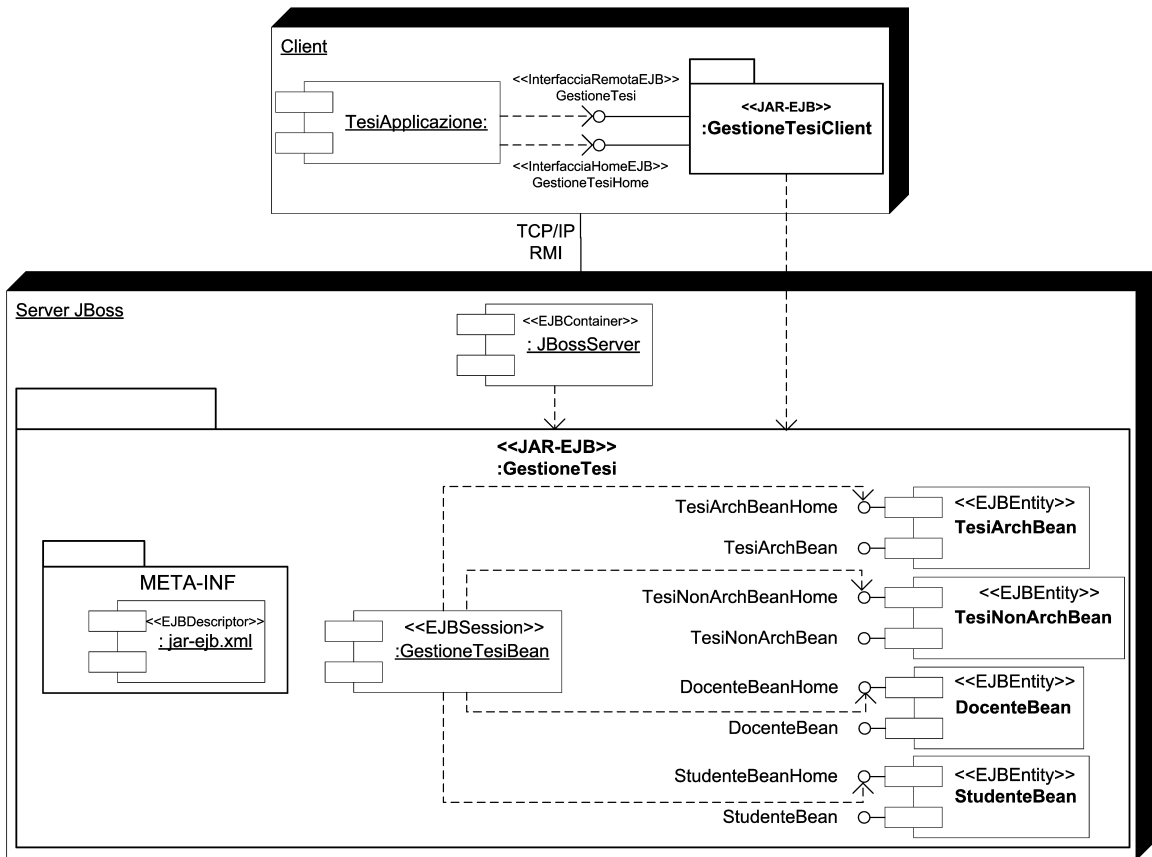 Client
<<InterfacciaRemotaEJB>>
GestioneTesi
TesiApplicazione:
<<InterfacciaHomeEJB>>
GestioneTesiHome
<<JAR-EJB>>
:GestioneTesiClient
TCP/IP
RMI
Server JBoss
<<EJBContainer>>
: JBossServer
<<JAR-EJB>>
:GestioneTesi
META-INF
<<EJBDescriptor>>
: jar-ejb.xml
<<EJBSession>>
:GestioneTesiBean
TesiArchBeanHome
TesiArchBean
<<EJBEntity>>
TesiArchBean
TesiNonArchBeanHome
TesiNonArchBean
<<EJBEntity>>
TesiNonArchBean
DocenteBeanHome
DocenteBean
<<EJBEntity>>
DocenteBean
StudenteBeanHome
StudenteBean
<<EJBEntity>>
StudenteBean